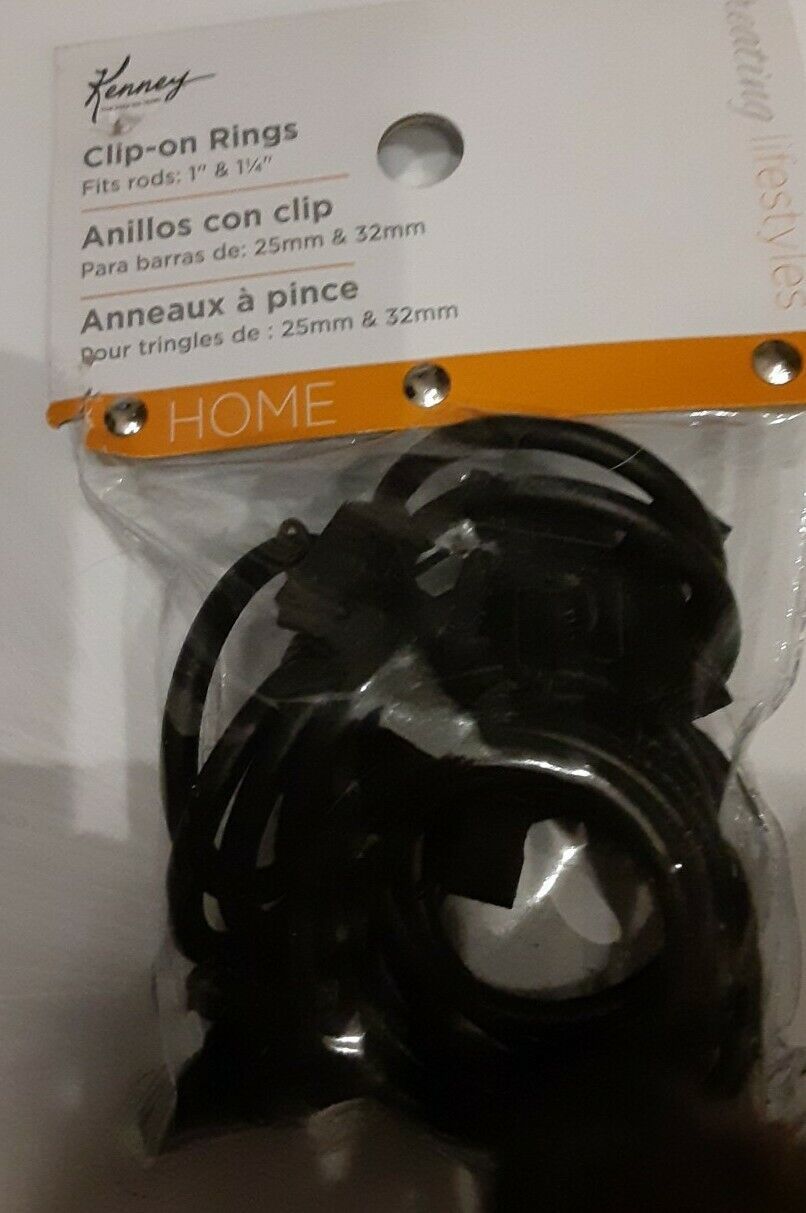 Kenney
Clip-on Rings
Fits rods: 1" & 1¼"
Anillos con clip
Para barras de: 25mm & 32mm
Anneaux à pince
Pour tringles de : 25mm & 32mm
HOME
lifestyles